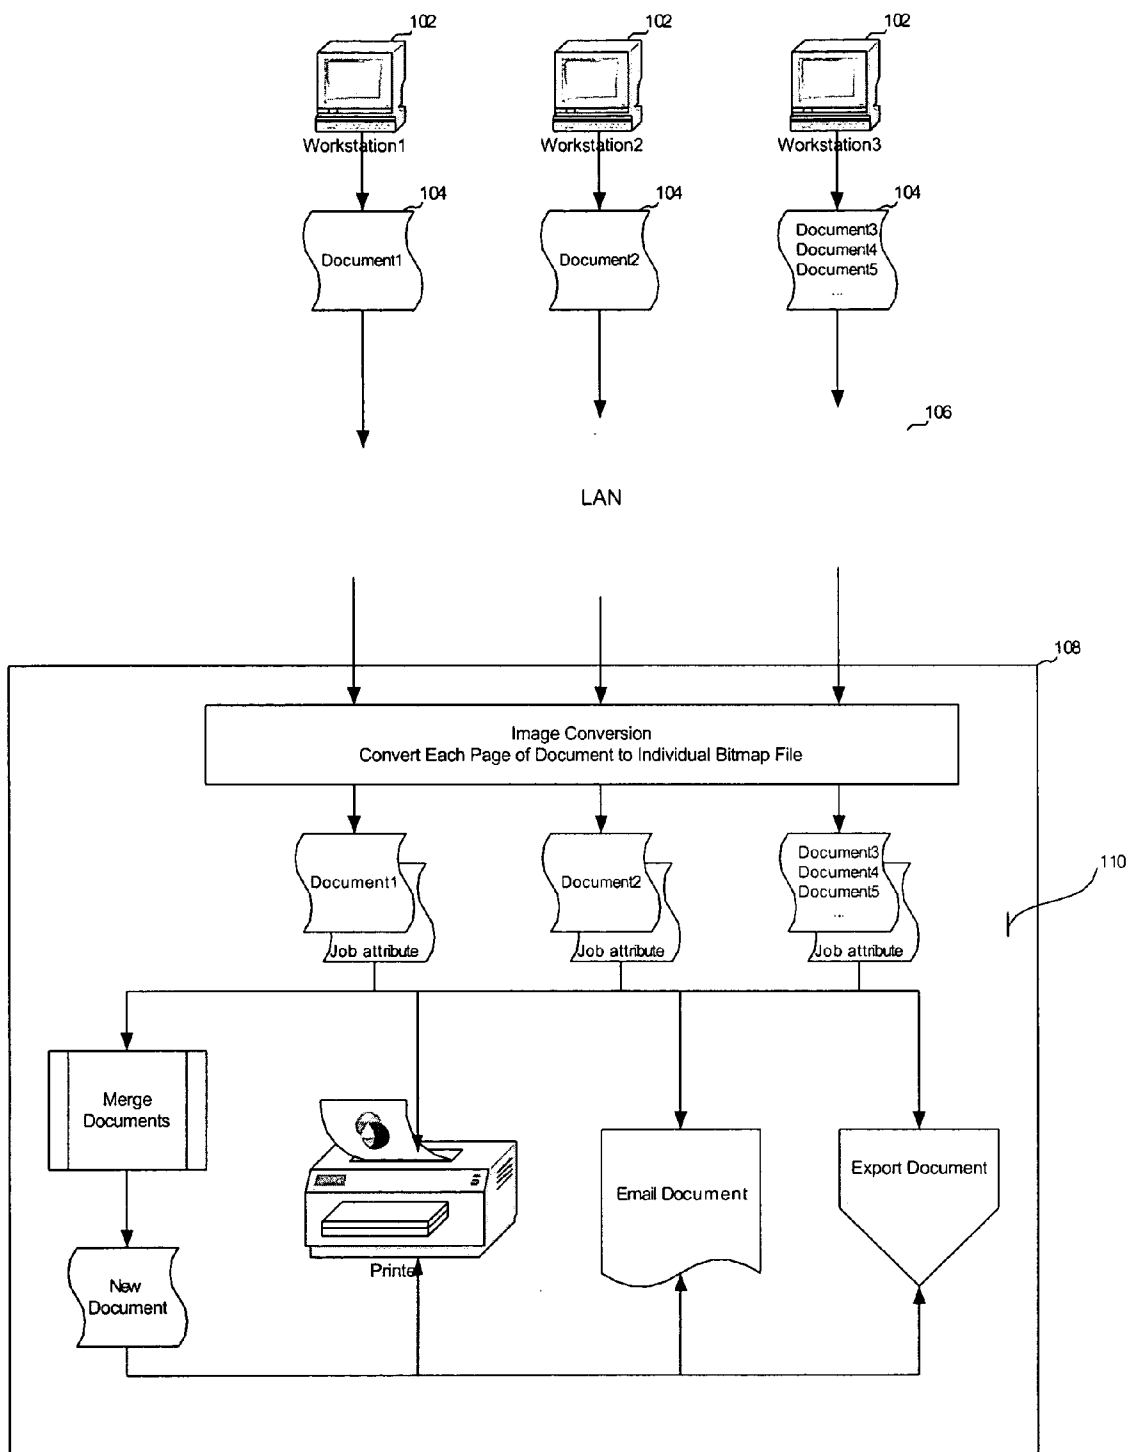 102
102
102
Workstation1
Workstation2
Workstation3
104
104
104
Document1
Document2
Document3
Document4
Document5
...
106
LAN
108
Image Conversion
Convert Each Page of Document to Individual Bitmap File
Document1
Job attribute
Document2
Job attribute
Document3
Document4
Document5
...
Job attribute
110
Merge
Documents
Printer
Email Document
Export Document
New
Document